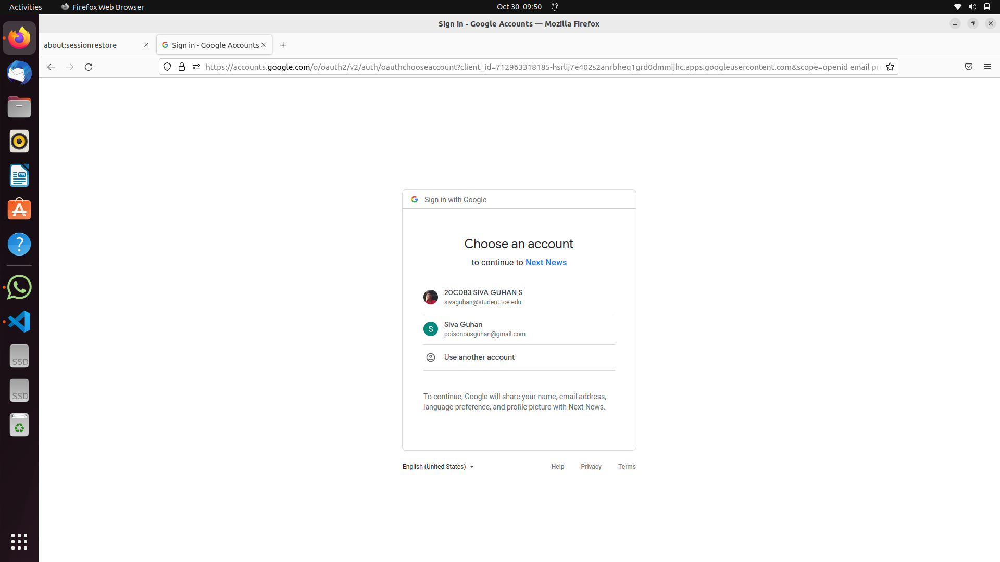 Activities
Firefox Web Browser
Oct 30 09:50
Sign in - Google Accounts — Mozilla Firefox
about:sessionrestore
Sign in - Google Accounts
https://accounts.google.com/o/oauth2/v2/auth/oauthchooseaccount?client_id=712963318185-hsrlij7e402s2anrbheq1grd0dmmijhc.apps.googleusercontent.com&scope=openid email pro
Sign in with Google
Choose an account
to continue to Next News
20C083 SIVA GUHAN S
sivaguhan@student.tce.edu
S
Siva Guhan
poisonousguhan@gmail.com
Use another account
To continue, Google will share your name, email address,
language preference, and profile picture with Next News.
English (United States)
Help
Privacy
Terms
SSD
SSD